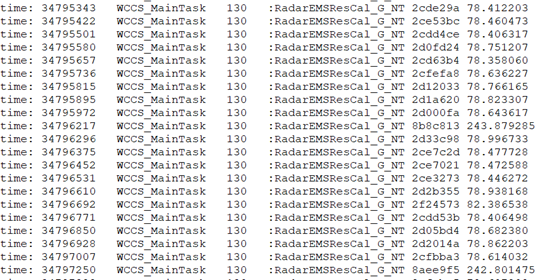 time: 34795343 WCCS_MainTask 130 :RadarEMSResCal_G_NT 2cde29a 78.412203
time: 34795422 WCCS_MainTask 130 :RadarEMSResCal_G_NT 2ce53bc 78.460473
time: 34795501 WCCS_MainTask 130 :RadarEMSResCal_G_NT 2cdd4ce 78.406317
time: 34795580 WCCS_MainTask 130 :RadarEMSResCal_G_NT 2d0fd24 78.751207
time: 34795657 WCCS_MainTask 130 :RadarEMSResCal_G_NT 2cd63b4 78.358060
time: 34795736 WCCS_MainTask 130 :RadarEMSResCal_G_NT 2cfefa8 78.636227
time: 34795815 WCCS_MainTask 130 :RadarEMSResCal_G_NT 2d12033 78.766165
time: 34795895 WCCS_MainTask 130 :RadarEMSResCal_G_NT 2d1a620 78.823307
time: 34795972 WCCS_MainTask 130 :RadarEMSResCal_G_NT 2d000fa 78.643617
time: 34796217 WCCS_MainTask 130 :RadarEMSResCal_G_NT 8b8c813 243.879285
time: 34796296 WCCS_MainTask 130 :RadarEMSResCal_G_NT 2d33c98 78.996733
time: 34796375 WCCS_MainTask 130 :RadarEMSResCal_G_NT 2ce7c2d 78.477728
time: 34796452 WCCS_MainTask 130 :RadarEMSResCal_G_NT 2ce7021 78.472588
time: 34796531 WCCS_MainTask 130 :RadarEMSResCal_G_NT 2ce3273 78.446272
time: 34796610 WCCS_MainTask 130 :RadarEMSResCal_G_NT 2d2b355 78.938168
time: 34796692 WCCS_MainTask 130 :RadarEMSResCal_G_NT 2f24573 82.386538
time: 34796771 WCCS_MainTask 130 :RadarEMSResCal_G_NT 2cdd53b 78.406498
time: 34796850 WCCS_MainTask 130 :RadarEMSResCal_G_NT 2d05bd4 78.682380
time: 34796928 WCCS_MainTask 130 :RadarEMSResCal_G_NT 2d2014a 78.862203
time: 34797007 WCCS_MainTask 130 :RadarEMSResCal_G_NT 2cfbba3 78.614032
time: 34797250 WCCS_MainTask 130 :RadarEMSResCal_G_NT 8aee9f5 242.801475